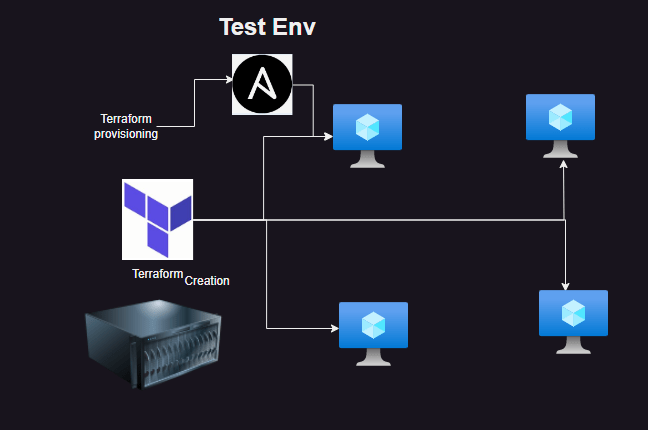 Test Env
Terraform
provisioning
Terraform
Creation